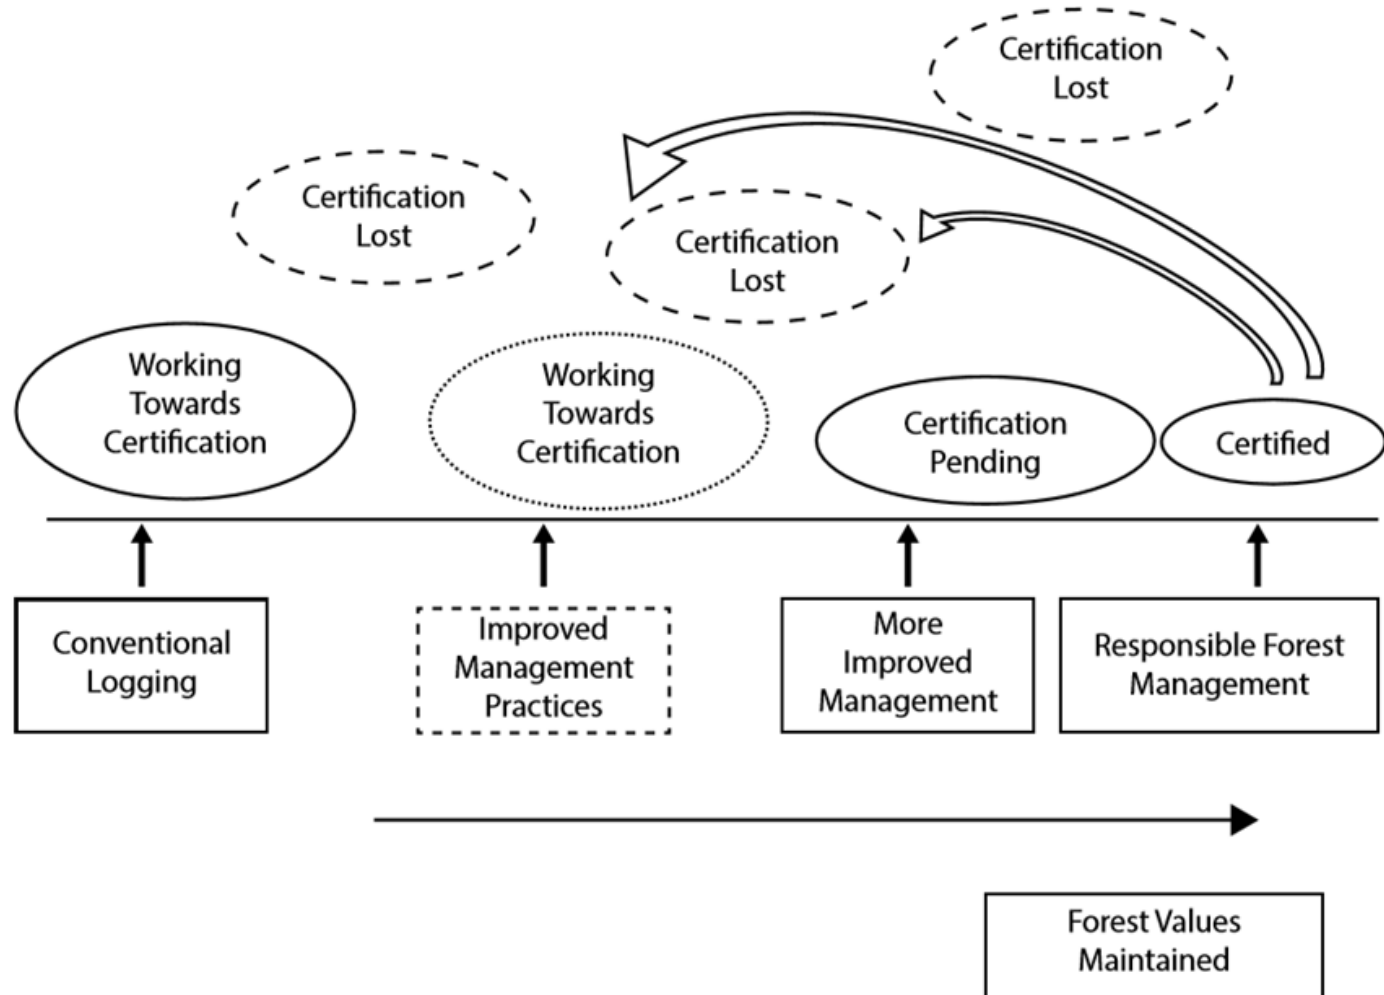 Certification
Lost
Certification
Lost
Certification
Lost
Working
Towards
Certification
Working
Towards
Certification
Certification
Pending
Certified
Conventional
Logging
Improved
Management
Practices
More
Improved
Management
Responsible Forest
Management
Forest Values
Maintained